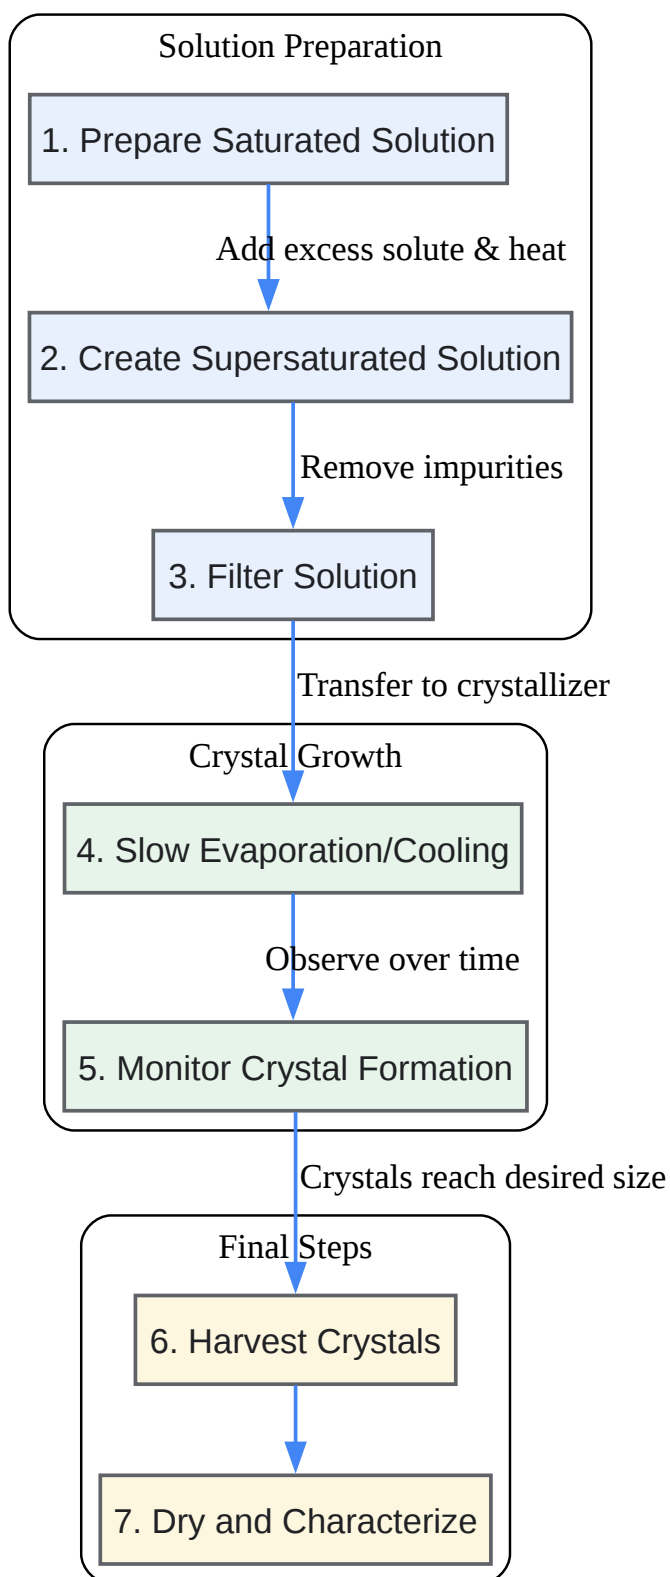 Solution Preparation
1. Prepare Saturated Solution
Add excess solute & heat
2. Create Supersaturated Solution
Remove impurities
3. Filter Solution
Transfer to crystallizer
Crystal Growth
4. Slow Evaporation/Cooling
Observe over time
5. Monitor Crystal Formation
Crystals reach desired size
Final Steps
6. Harvest Crystals
7. Dry and Characterize